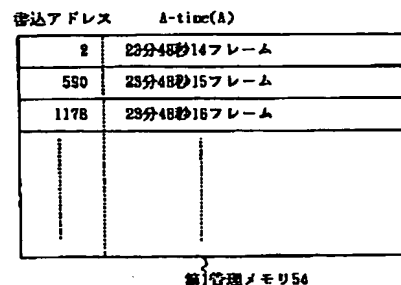 書込アドレス A-time(A)
2 23分48秒14フレーム
590 23分48秒15フレーム
1178 23分48秒16フレーム
第1管理メモリ54